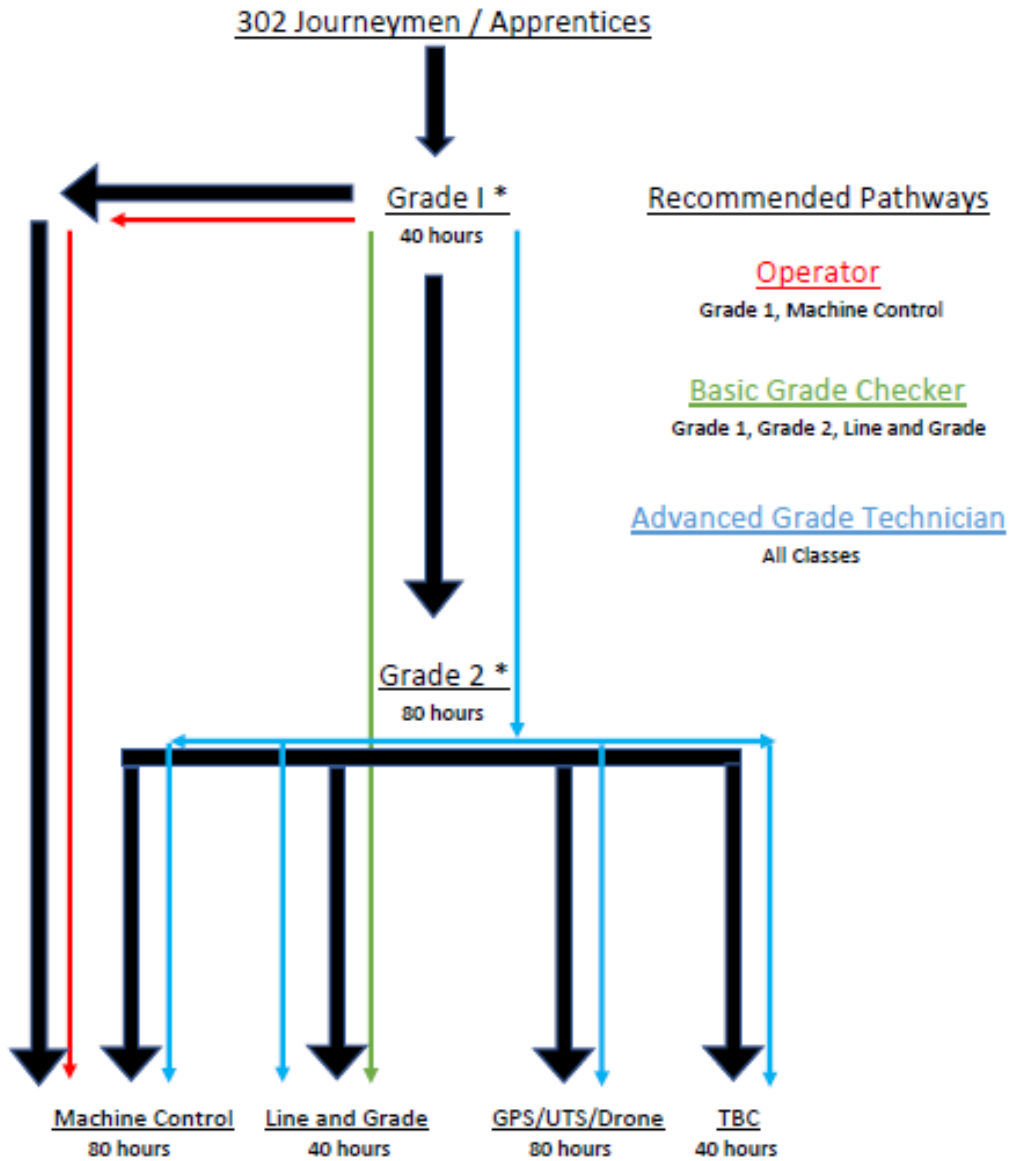 302 Journeymen / Apprentices
Grade I *
40 hours
Recommended Pathways
Operator
Grade 1, Machine Control
Basic Grade Checker
Grade 1, Grade 2, Line and Grade
Advanced Grade Technician
All Classes
Grade 2 *
80 hours
Machine Control
80 hours
Line and Grade
40 hours
GPS/UTS/Drone
80 hours
TBC
40 hours